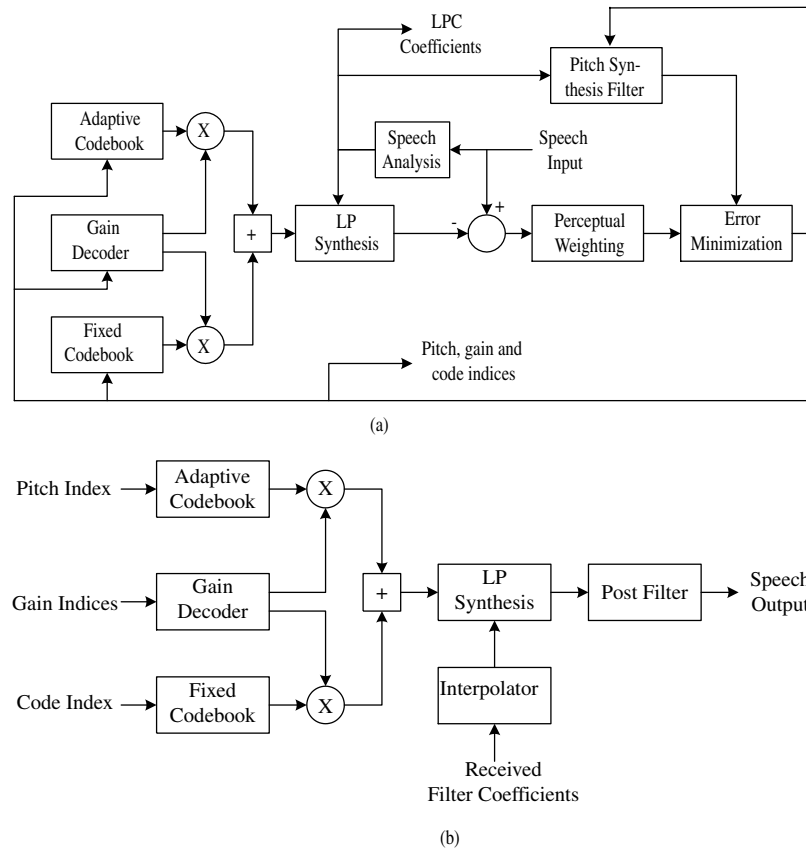 LPC
Coefficients
Pitch Syn-
thesis Filter
Adaptive
Codebook
X
Speech
Analysis
Speech
Input
Gain
Decoder
+
LP
Synthesis
-
+
Perceptual
Weighting
Error
Minimization
Fixed
Codebook
X
Pitch, gain and
code indices
(a)
Pitch Index
Adaptive
Codebook
X
Gain Indices
Gain
Decoder
+
LP
Synthesis
Post Filter
Speech
Output
Code Index
Fixed
Codebook
X
Interpolator
Received
Filter Coefficients
(b)